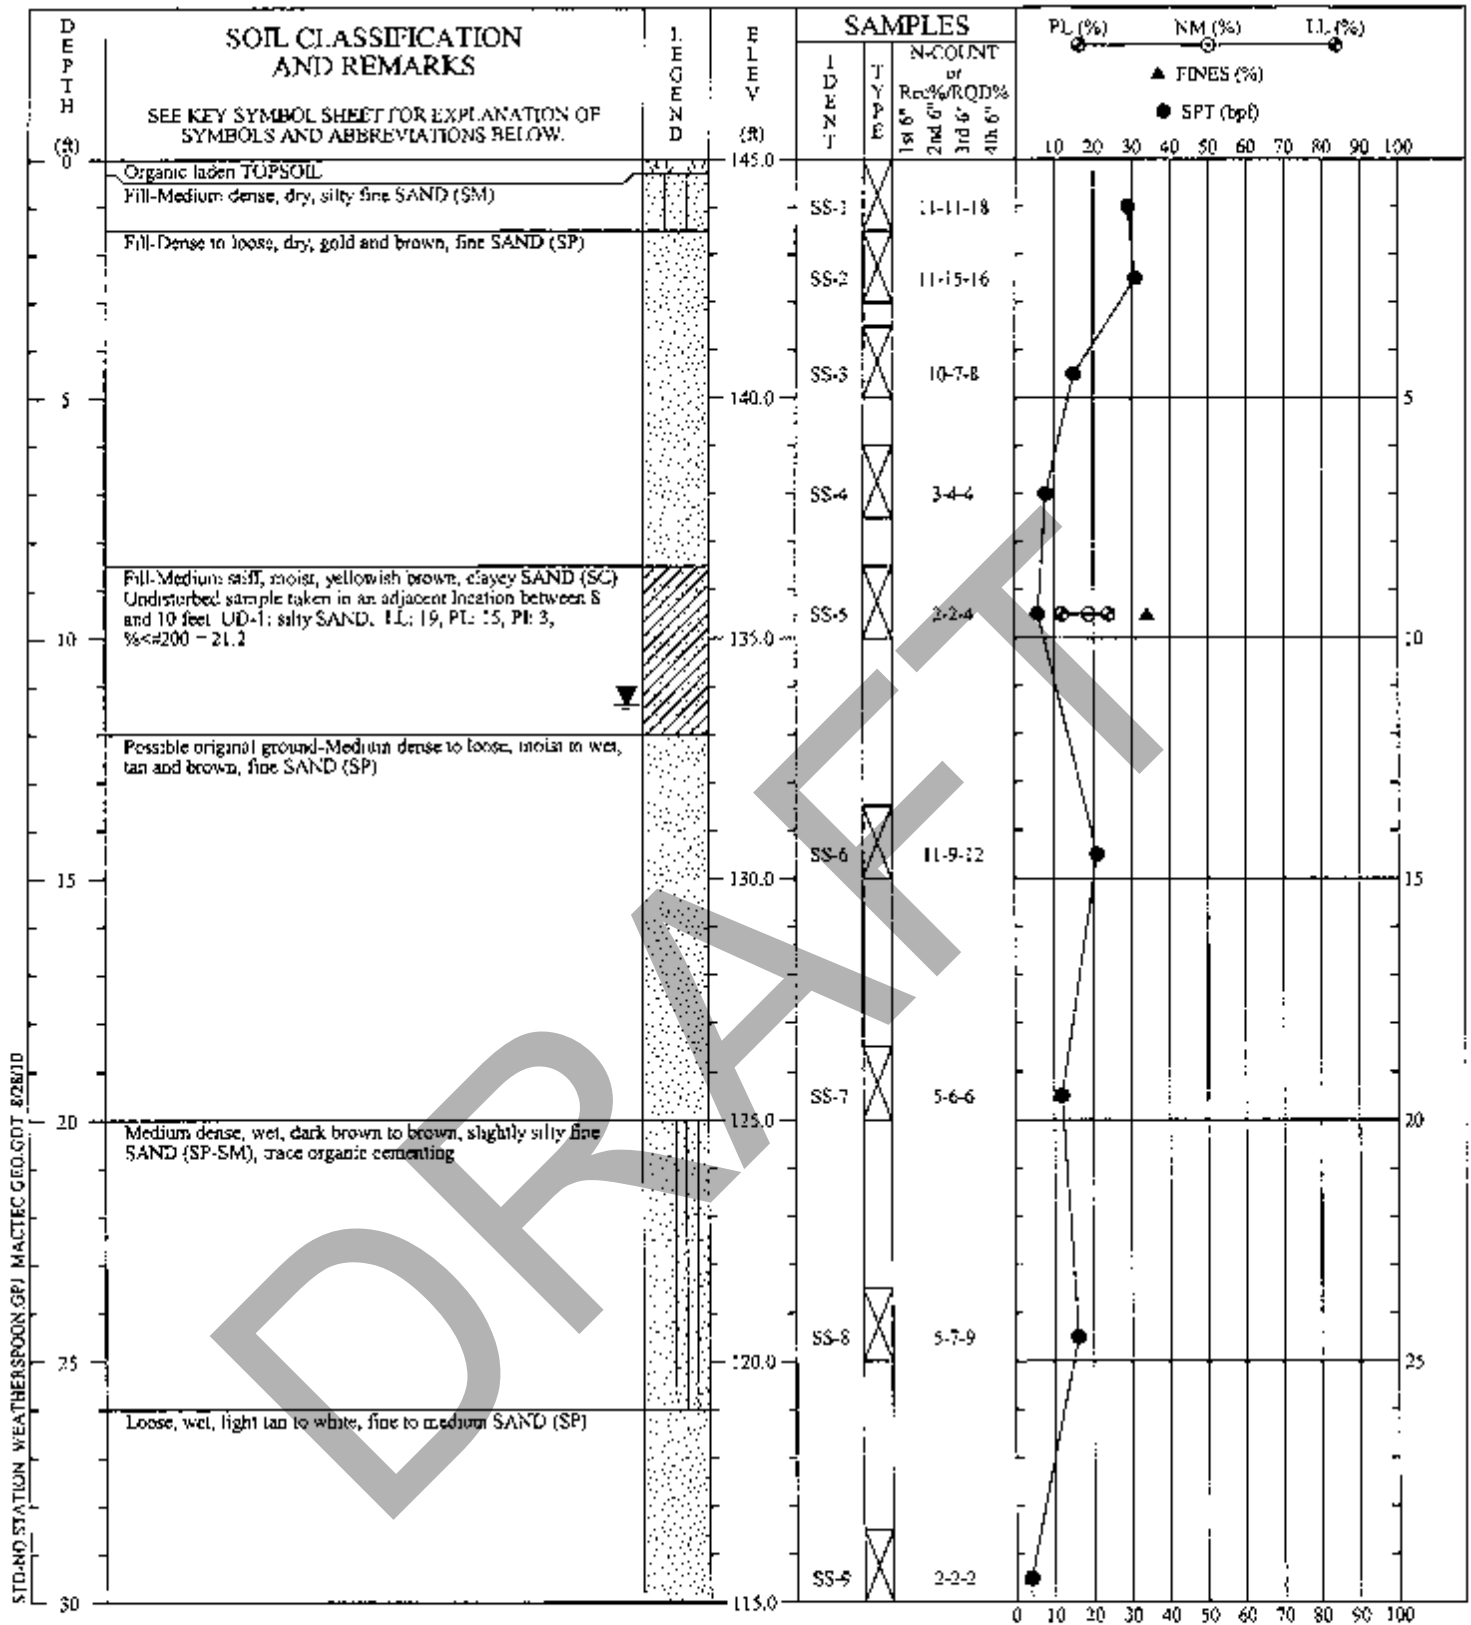 DEPTH (ft)
SOIL CLASSIFICATION
AND REMARKS
SEE KEY SYMBOL SHEET FOR EXPLANATION OF
SYMBOLS AND ABBREVIATIONS BELOW.
LEGEND
ELEV (ft)
SAMPLES
IDENT
TYPE
N-COUNT
or
Rec%/RQD%
1st 6"
2nd 6"
3rd 6"
4th 6"
PL (%) NM (%) LL (%)
▲ FINES (%)
● SPT (bpf)
10 20 30 40 50 60 70 80 90 100
0 145.0
Organic laden TOPSOIL
Fill-Medium dense, dry, silty fine SAND (SM)
SS-1 11-11-18
Fill-Dense to loose, dry, gold and brown, fine SAND (SP)
SS-2 11-15-16
SS-3 10-7-8
5 140.0 5
SS-4 3-4-4
Fill-Medium stiff, moist, yellowish brown, clayey SAND (SC)
Undisturbed sample taken in an adjacent location between 8
and 10 feet. UD-1: silty SAND, LL: 19, PL: 15, PI: 3,
%<#200 = 21.2
SS-5 2-2-4
10 135.0 10
Possible original ground-Medium dense to loose, moist to wet,
tan and brown, fine SAND (SP)
SS-6 11-9-12
15 130.0 15
SS-7 5-6-6
20 125.0 20
Medium dense, wet, dark brown to brown, slightly silty fine
SAND (SP-SM), trace organic cementing
SS-8 5-7-9
25 120.0 25
Loose, wet, light tan to white, fine to medium SAND (SP)
SS-9 2-2-2
30 115.0
0 10 20 30 40 50 60 70 80 90 100
STD-NO STATION WEATHERSPOON.GPJ MACTEC GEO.GDT 8/28/10
DRAFT